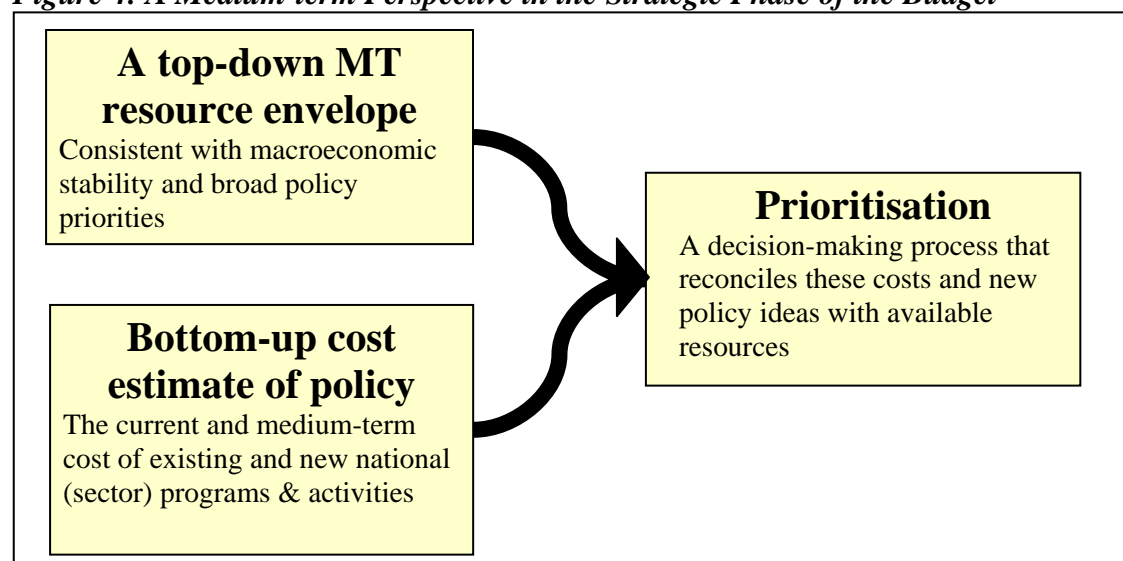 Figure 4: A Medium-term Perspective in the Strategic Phase of the Budget
A top-down MT
resource envelope
Consistent with macroeconomic
stability and broad policy
priorities
Bottom-up cost
estimate of policy
The current and medium-term
cost of existing and new national
(sector) programs & activities
Prioritisation
A decision-making process that
reconciles these costs and new
policy ideas with available
resources